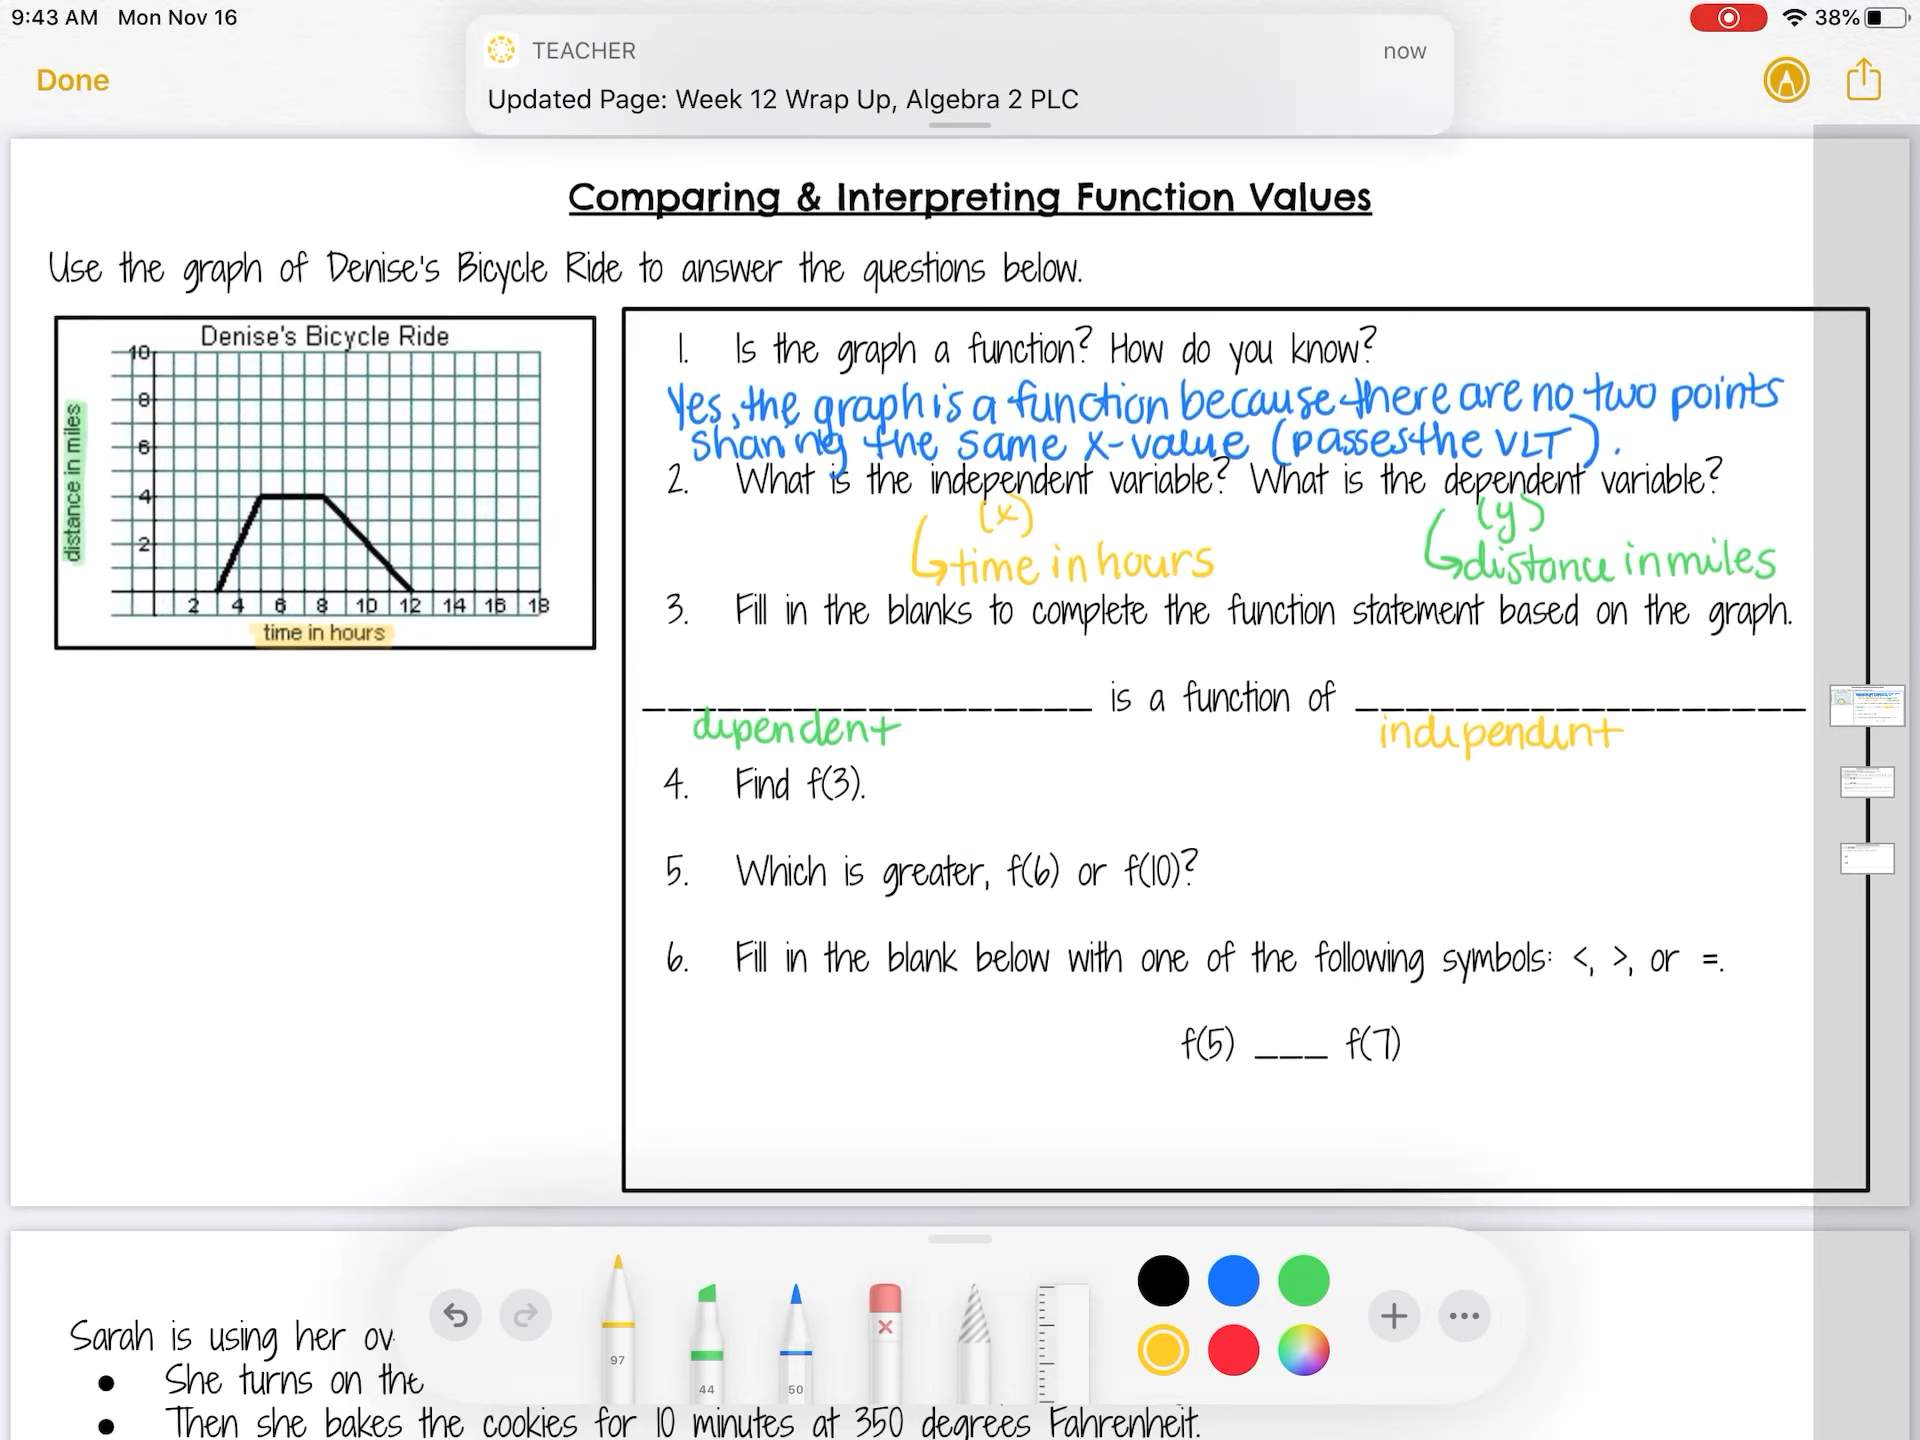 9:43 AM Mon Nov 16
38%
TEACHER
now
Updated Page: Week 12 Wrap Up, Algebra 2 PLC
Done
Comparing & Interpreting Function Values
Use the graph of Denise's Bicycle Ride to answer the questions below.
Denise's Bicycle Ride
10
8
6
4
2
distance in miles
2 4 6 8 10 12 14 16 18
time in hours
1. Is the graph a function? How do you know?
Yes, the graph is a function because there are no two points
sharing the same x-value (passes the VLT).
2. What is the independent variable? What is the dependent variable?
(x) (y)
time in hours distance in miles
3. Fill in the blanks to complete the function statement based on the graph.
__________________ is a function of __________________
dependent independent
4. Find f(3).
5. Which is greater, f(6) or f(10)?
6. Fill in the blank below with one of the following symbols: <, >, or =.
f(5) ___ f(7)
97
44
50
Sarah is using her
• She turns on the
• Then she bakes the cookies for 10 minutes at 350 degrees Fahrenheit.